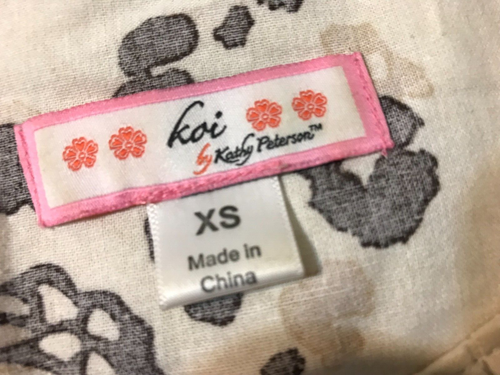 koi
by Kathy Peterson™
XS
Made in
China